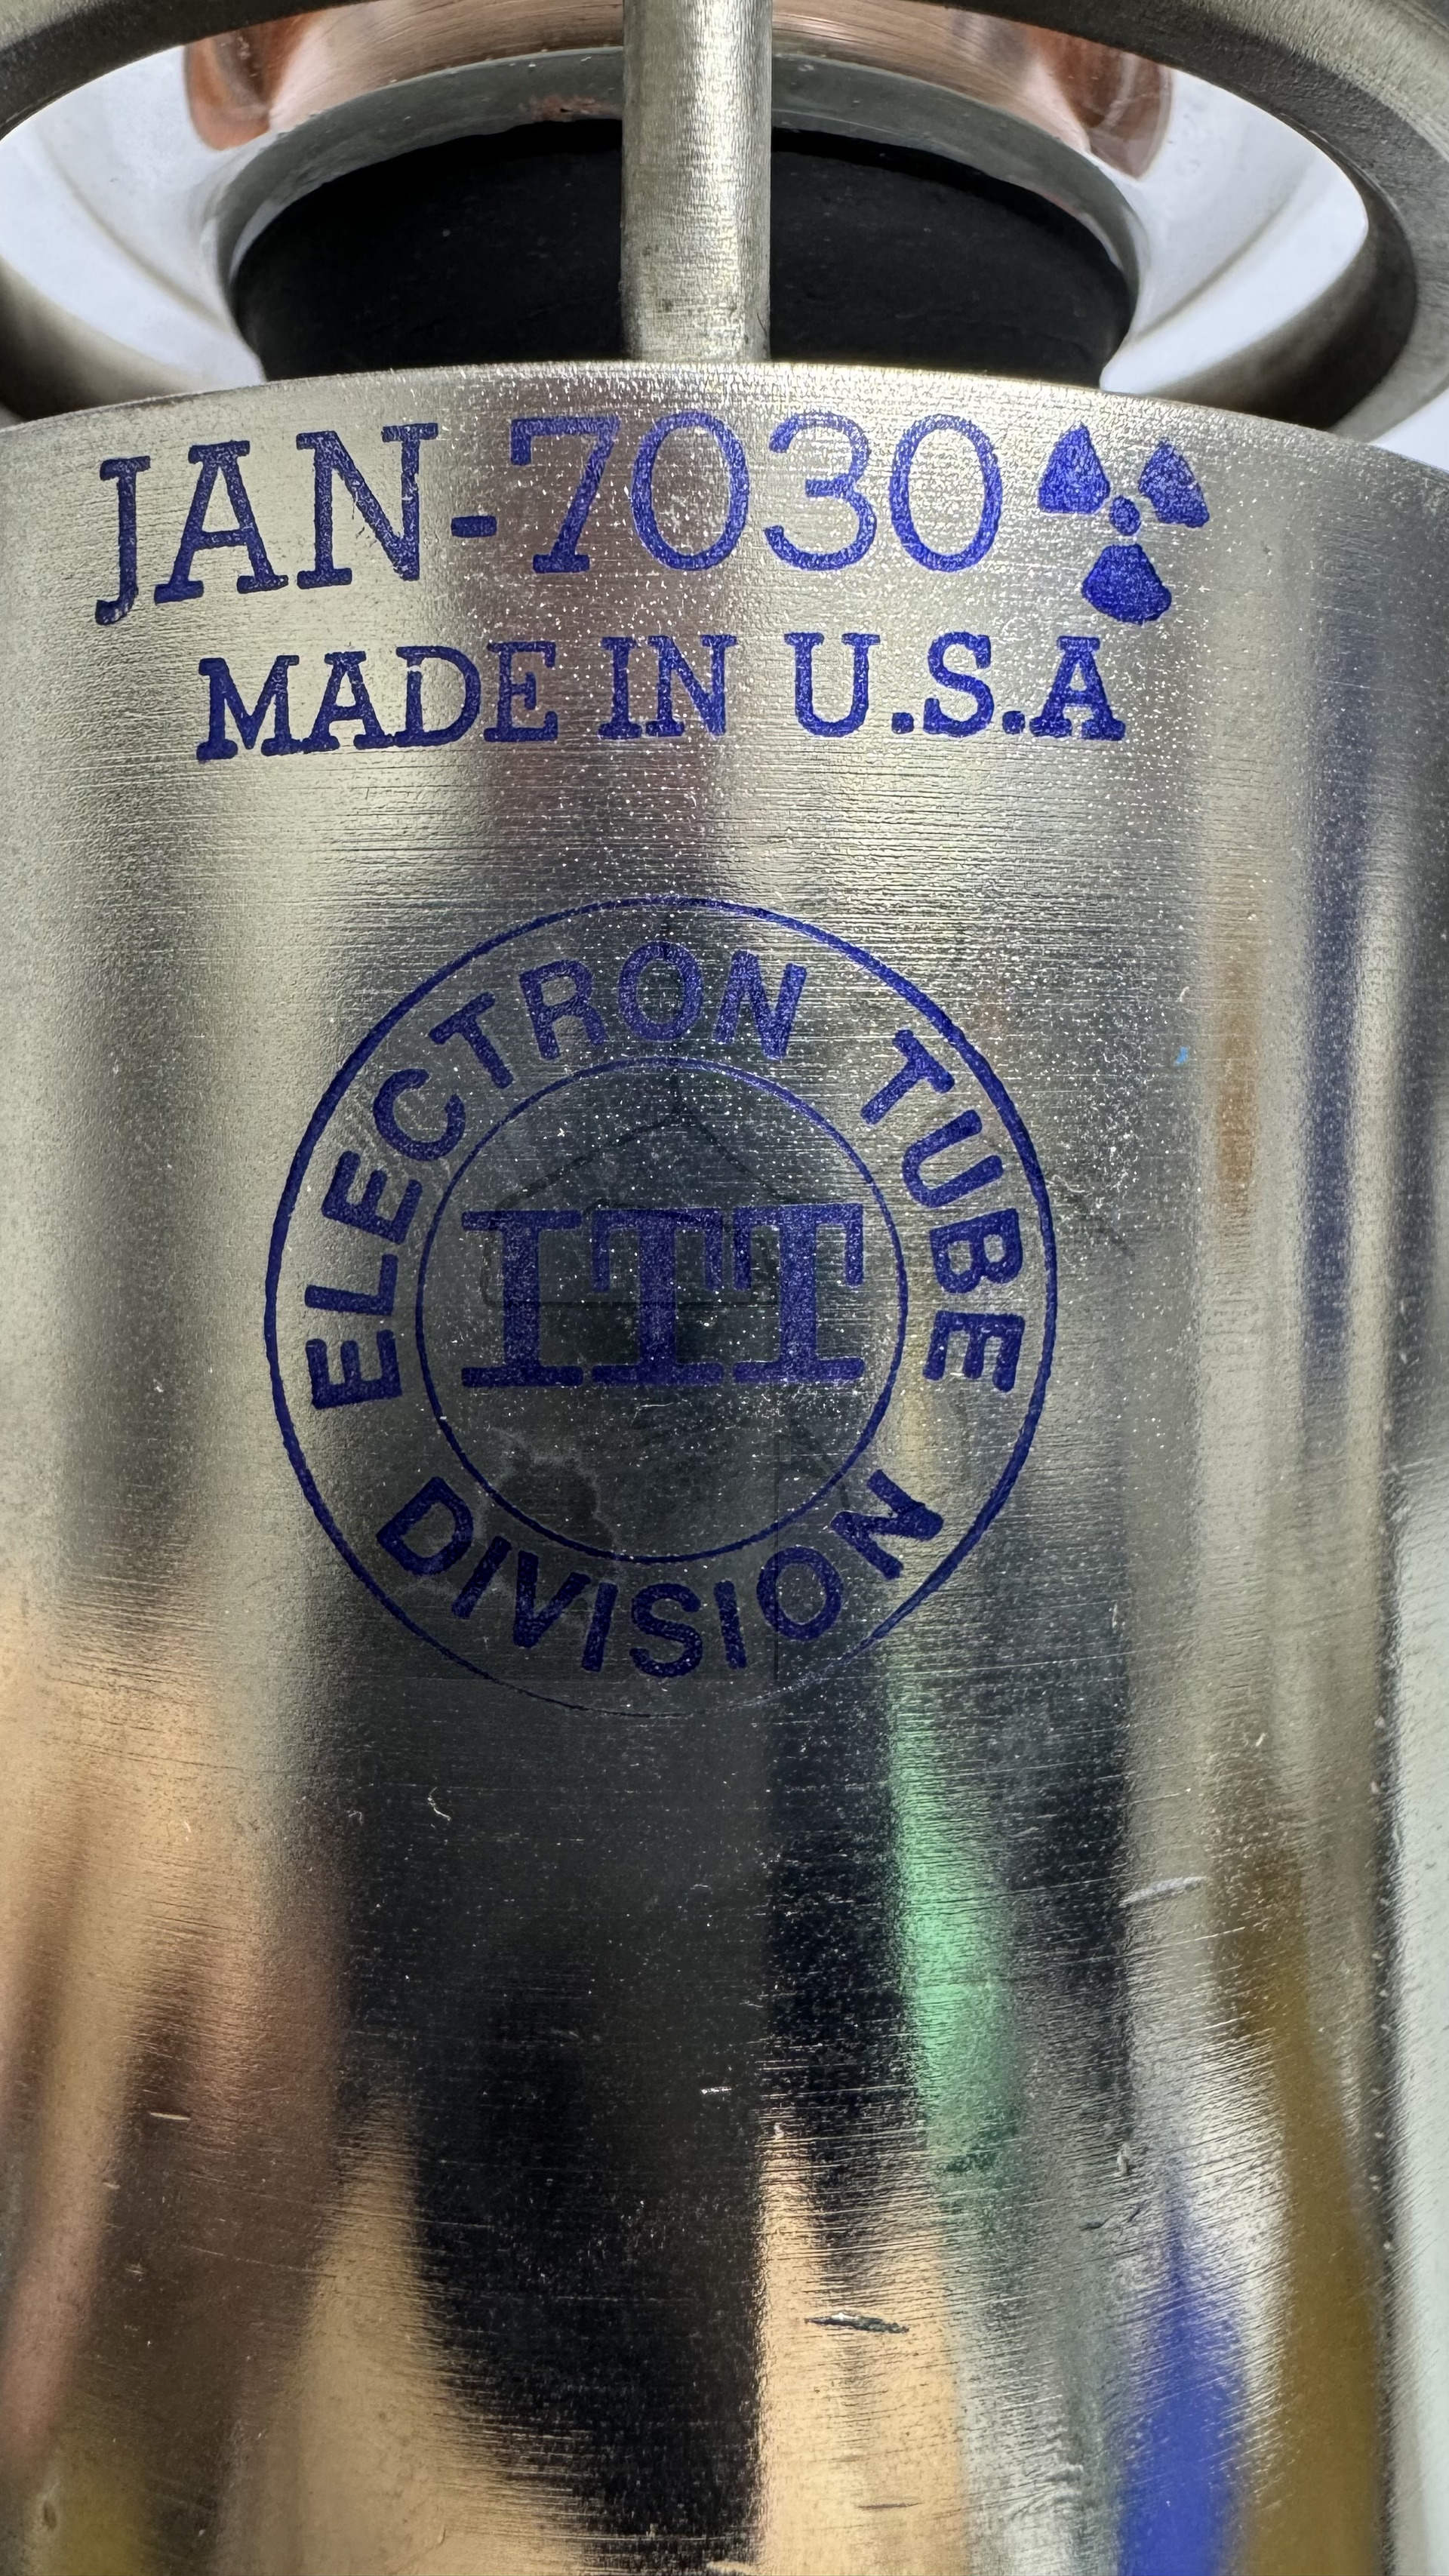 JAN-7030
MADE IN U.S.A
ELECTRON TUBE
ITT
DIVISION